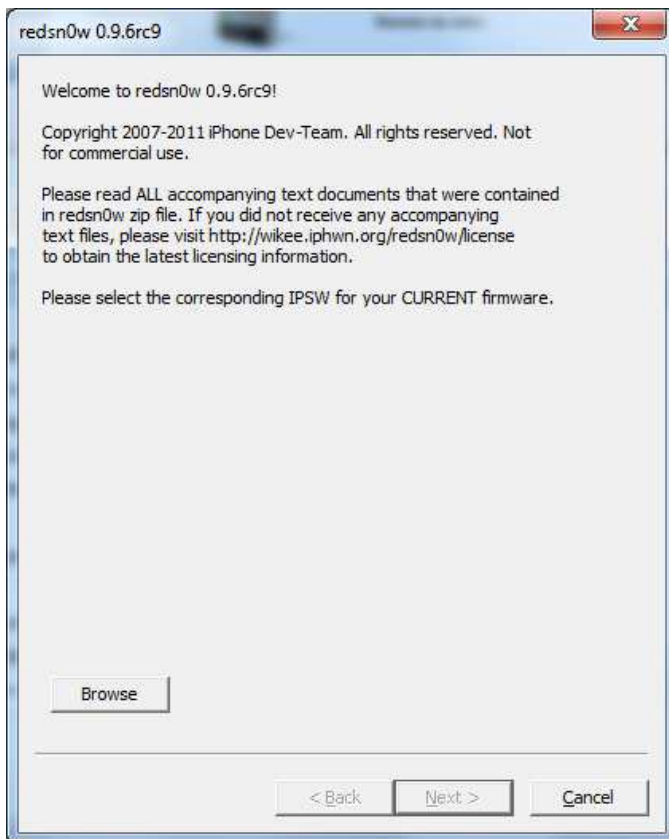 redsn0w 0.9.6rc9
Welcome to redsn0w 0.9.6rc9!
Copyright 2007-2011 iPhone Dev-Team. All rights reserved. Not
for commercial use.
Please read ALL accompanying text documents that were contained
in redsn0w zip file. If you did not receive any accompanying
text files, please visit http://wikee.iphwn.org/redsn0w/license
to obtain the latest licensing information.
Please select the corresponding IPSW for your CURRENT firmware.
Browse
< Back
Next >
Cancel